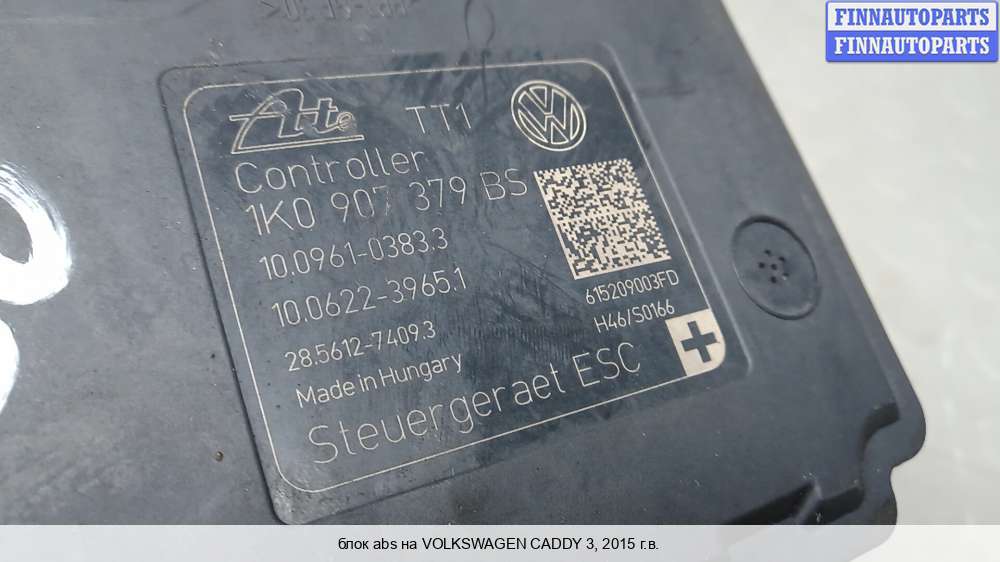 FINNAUTOPARTS
FINNAUTOPARTS
Ate TT1
Controller
1K0 907 379 BS
10.0961-0383.3
10.0622-3965.1
28.5612-7409.3
Made in Hungary
Steuergeraet ESC
615209003FD
H46/S0166
блок abs на VOLKSWAGEN CADDY 3, 2015 г.в.